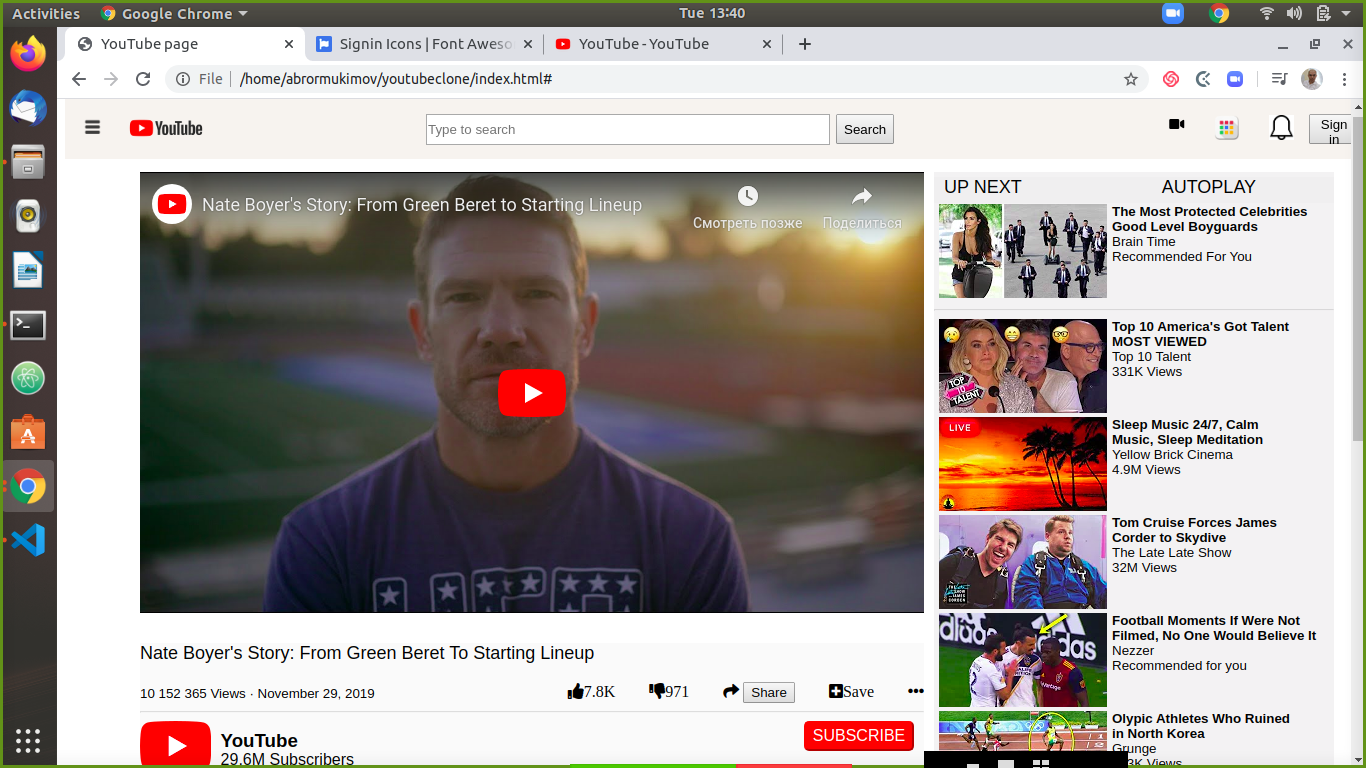 Activities
Google Chrome
Tue 13:40
YouTube page
Signin Icons | Font Aweso
YouTube - YouTube
File
/home/abrormukimov/youtubeclone/index.html#
YouTube
Type to search
Search
Sign
in
Nate Boyer's Story: From Green Beret to Starting Lineup
Смотреть позже
Поделиться
UP NEXT
AUTOPLAY
The Most Protected Celebrities
Good Level Boyguards
Brain Time
Recommended For You
TOP
10
TALENT
Top 10 America's Got Talent
MOST VIEWED
Top 10 Talent
331K Views
LIVE
Sleep Music 24/7, Calm
Music, Sleep Meditation
Yellow Brick Cinema
4.9M Views
Tom Cruise Forces James
Corder to Skydive
The Late Late Show
32M Views
adidas
Football Moments If Were Not
Filmed, No One Would Believe It
Nezzer
Recommended for you
Nate Boyer's Story: From Green Beret To Starting Lineup
10 152 365 Views · November 29, 2019
7.8K
971
Share
Save
YouTube
29.6M Subscribers
SUBSCRIBE
Olypic Athletes Who Ruined
in North Korea
Grunge
Views